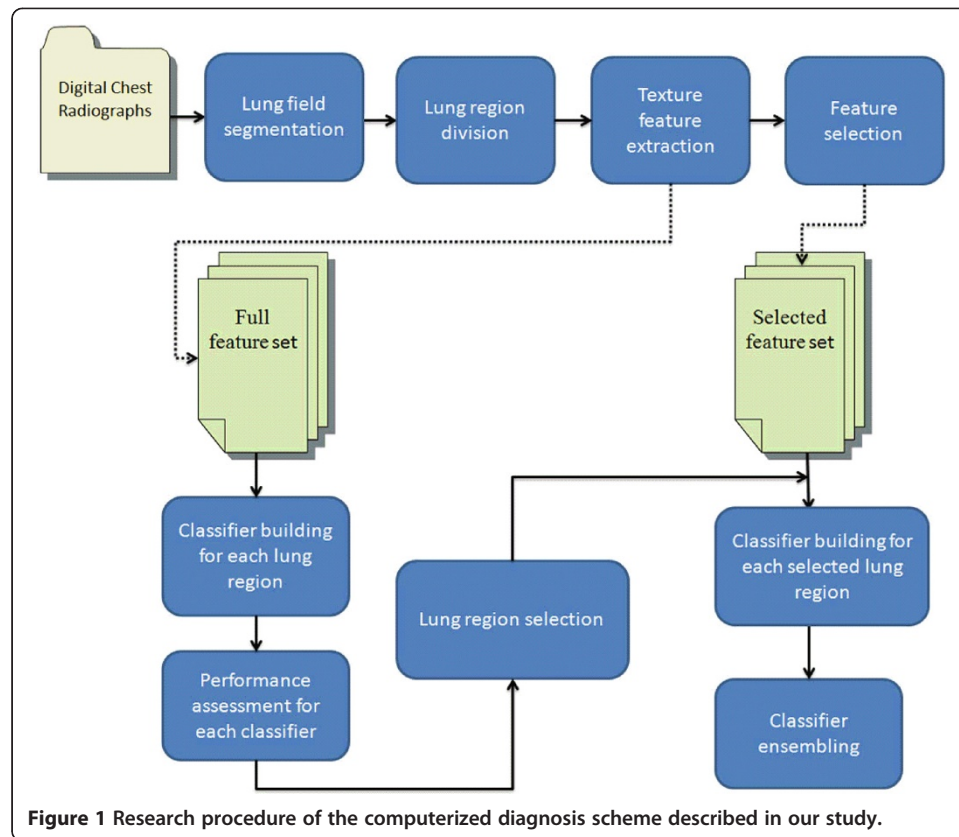 Digital Chest
Radiographs
Lung field
segmentation
Lung region
division
Texture
feature
extraction
Feature
selection
Full
feature set
Selected
feature set
Classifier building
for each lung
region
Lung region selection
Classifier building for
each selected lung
region
Performance
assessment for
each classifier
Classifier
ensembling
Figure 1 Research procedure of the computerized diagnosis scheme described in our study.